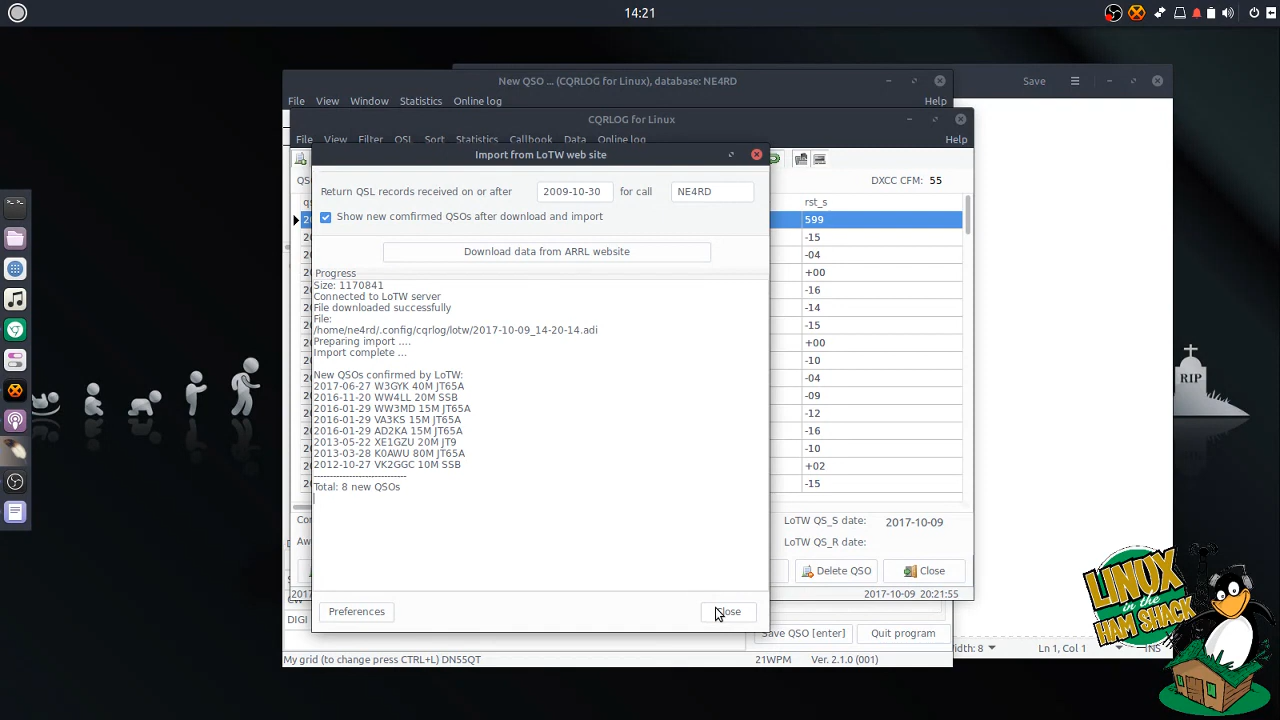 14:21
New QSO ... (CQRLOG for Linux), database: NE4RD
Save
File View Window Statistics Online log Help
CQRLOG for Linux
File View Filter QSL Sort Statistics Callbook Data Online log Help
Import from LoTW web site
DXCC CFM: 55
Return QSL records received on or after 2009-10-30 for call NE4RD
Show new comfirmed QSOs after download and import
Download data from ARRL website
Progress
Size: 1170841
Connected to LoTW server
File downloaded successfully
File:
/home/ne4rd/.config/cqrlog/lotw/2017-10-09_14-20-14.adi
Preparing import ....
Import complete ...
New QSOs confirmed by LoTW:
2017-06-27 W3GYK 40M JT65A
2016-11-20 WW4LL 20M SSB
2016-01-29 WW3MD 15M JT65A
2016-01-29 VA3KS 15M JT65A
2016-01-29 AD2KA 15M JT65A
2013-05-22 XE1GZU 20M JT9
2013-03-28 K0AWU 80M JT65A
2012-10-27 VK2GGC 10M SSB
----------------------------
Total: 8 new QSOs
Preferences
Close
rst_s
599
-15
-04
+00
-16
-14
-15
+00
-10
-04
-09
-12
-16
-10
+02
-15
LoTW QS_S date: 2017-10-09
LoTW QS_R date:
Delete QSO Close
2017-10-09 20:21:55
DIGI
Save QSO [enter] Quit program
My grid (to change press CTRL+L) DN55QT 21WPM Ver. 2.1.0 (001)
Ln 1, Col 1 INS
RIP
LINUX
in the
HAM SHACK